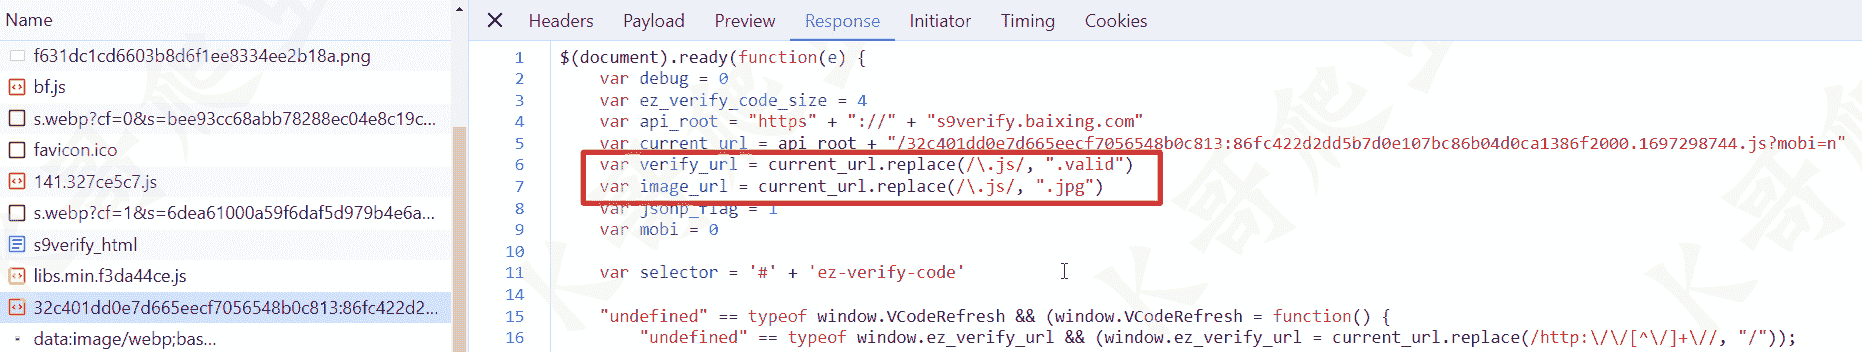 Name
f631dc1cd6603b8d6f1ee8334ee2b18a.png
bf.js
s.webp?cf=0&s=bee93cc68abb78288ec04e8c19c...
favicon.ico
141.327ce5c7.js
s.webp?cf=1&s=6dea61000a59f6daf5d979b4e6a...
s9verify_html
libs.min.f3da44ce.js
32c401dd0e7d665eecf7056548b0c813:86fc422d2...
data:image/webp;bas...
Headers Payload Preview Response Initiator Timing Cookies
1 $(document).ready(function(e) {
2 var debug = 0
3 var ez_verify_code_size = 4
4 var api_root = "https" + "://" + "s9verify.baixing.com"
5 var current_url = api_root + "/32c401dd0e7d665eecf7056548b0c813:86fc422d2dd5b7d0e107bc86b04d0ca1386f2000.1697298744.js?mobi=n"
6 var verify_url = current_url.replace(/\.js/, ".valid")
7 var image_url = current_url.replace(/\.js/, ".jpg")
8 var jsonp_flag = 1
9 var mobi = 0
10
11 var selector = '#' + 'ez-verify-code'
14
15 "undefined" == typeof window.VCodeRefresh && (window.VCodeRefresh = function() {
16 "undefined" == typeof window.ez_verify_url && (window.ez_verify_url = current_url.replace(/http:\/\/[^\/]+\//, "/"));
K哥爬虫